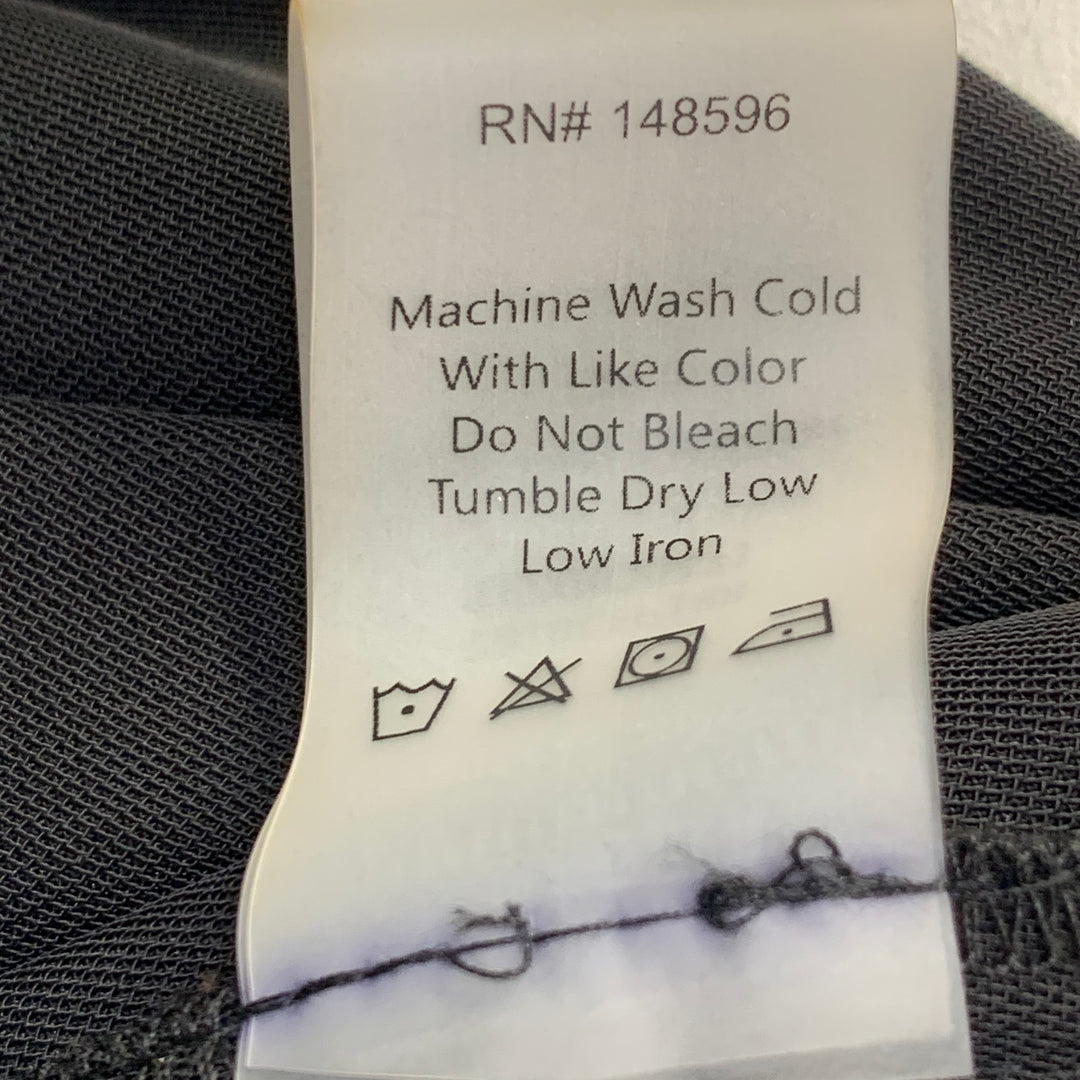 RN# 148596
Machine Wash Cold
With Like Color
Do Not Bleach
Tumble Dry Low
Low Iron